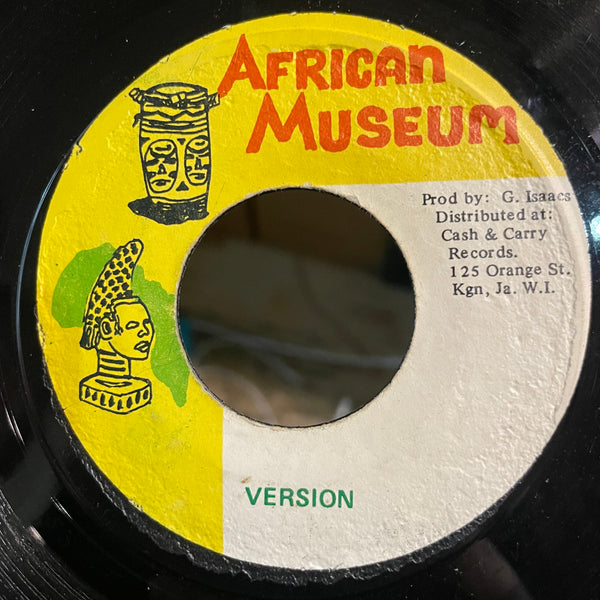 AFRICAN
MUSEUM
Prod by: G. Isaacs
Distributed at:
Cash & Carry
Records.
125 Orange St.
Kgn, Ja. W.I.
VERSION